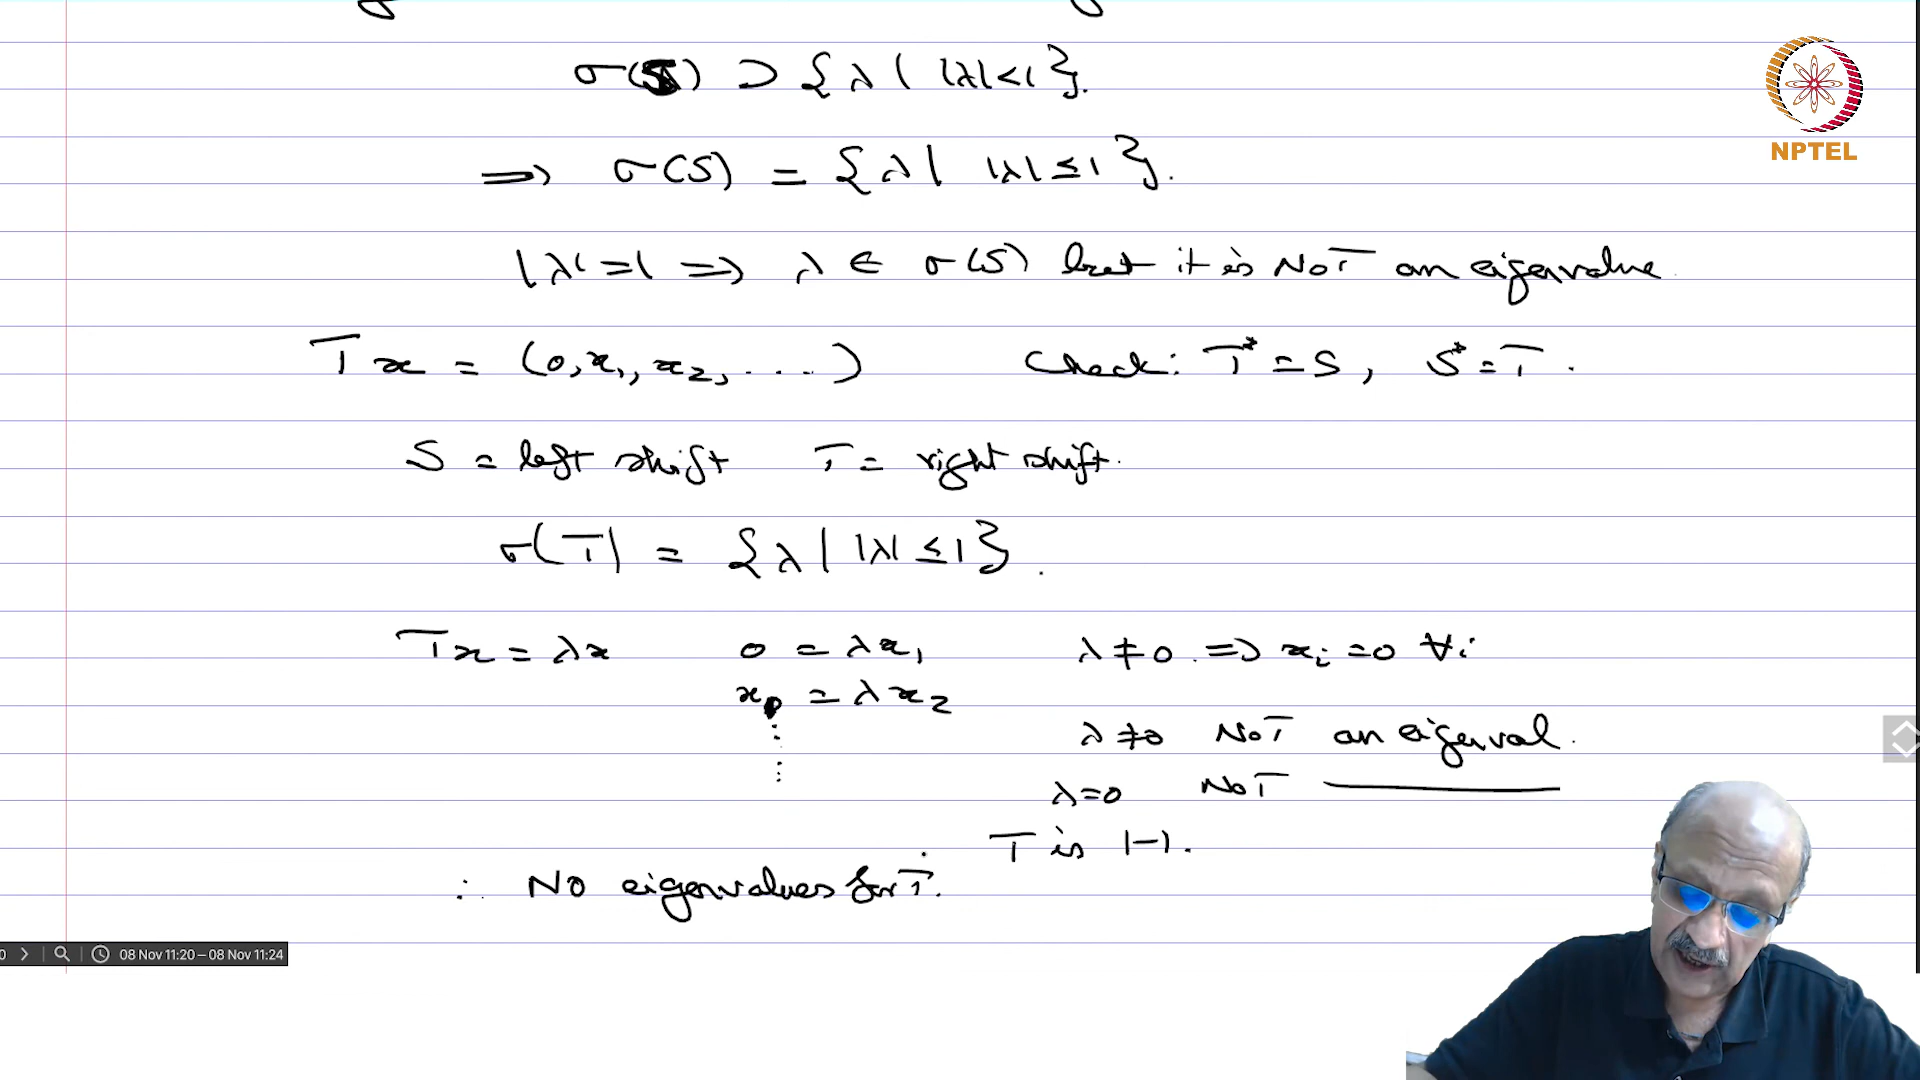 σ(S) ⊃ {λ | |λ|<1}.
⇒ σ(S) = {λ | |λ| ≤ 1}.
|λ|=1 ⇒ λ ∈ σ(S) but it is NOT an eigenvalue.
Tx = (0, x₁, x₂, ....) Check: T* = S, S* = T.
S = left shift T = right shift.
σ(T) = {λ | |λ| ≤ 1}.
Tx = λx 0 = λx₁ λ ≠ 0. ⇒ xᵢ = 0 ∀i
= λx₂
λ ≠ 0 NOT an eigenval.
λ=0 NOT ————
T is 1-1.
∴ No eigenvalues for T.
NPTEL
0 > 08 Nov 11:20 – 08 Nov 11:24